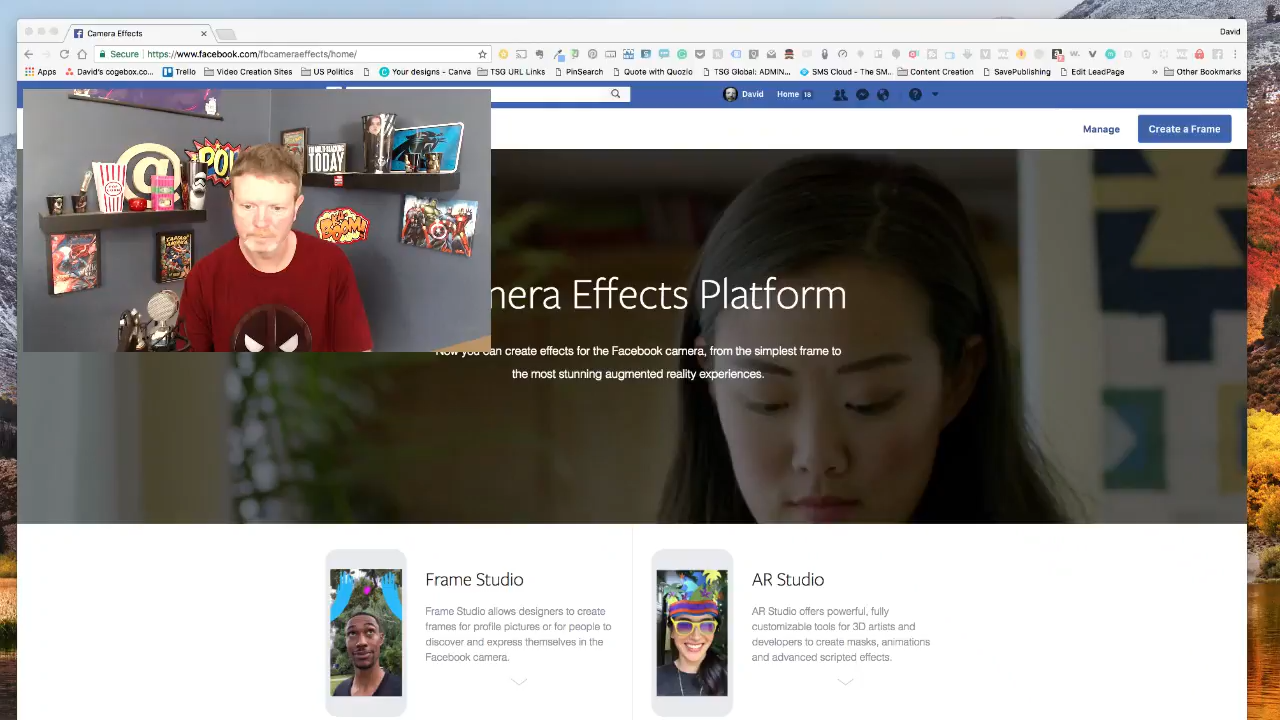 David
Camera Effects
Secure
https://www.facebook.com/fbcameraeffects/home/
Apps
David's cogebox.co...
Trello
Video Creation Sites
US Politics
Your designs - Canva
TSG URL Links
PinSearch
Quote with Quozio
TSG Global: ADMIN...
SMS Cloud - The SM...
Content Creation
SavePublishing
Edit LeadPage
»
Other Bookmarks
David
Home 18
Manage
Create a Frame
@
POW
I'M MULTI-SLACKING
TODAY
BOOM!
mera Effects Platform
Now you can create effects for the Facebook camera, from the simplest frame to
the most stunning augmented reality experiences.
Frame Studio
Frame Studio allows designers to create
frames for profile pictures or for people to
discover and express themselves in the
Facebook camera.
AR Studio
AR Studio offers powerful, fully
customizable tools for 3D artists and
developers to create masks, animations
and advanced scripted effects.